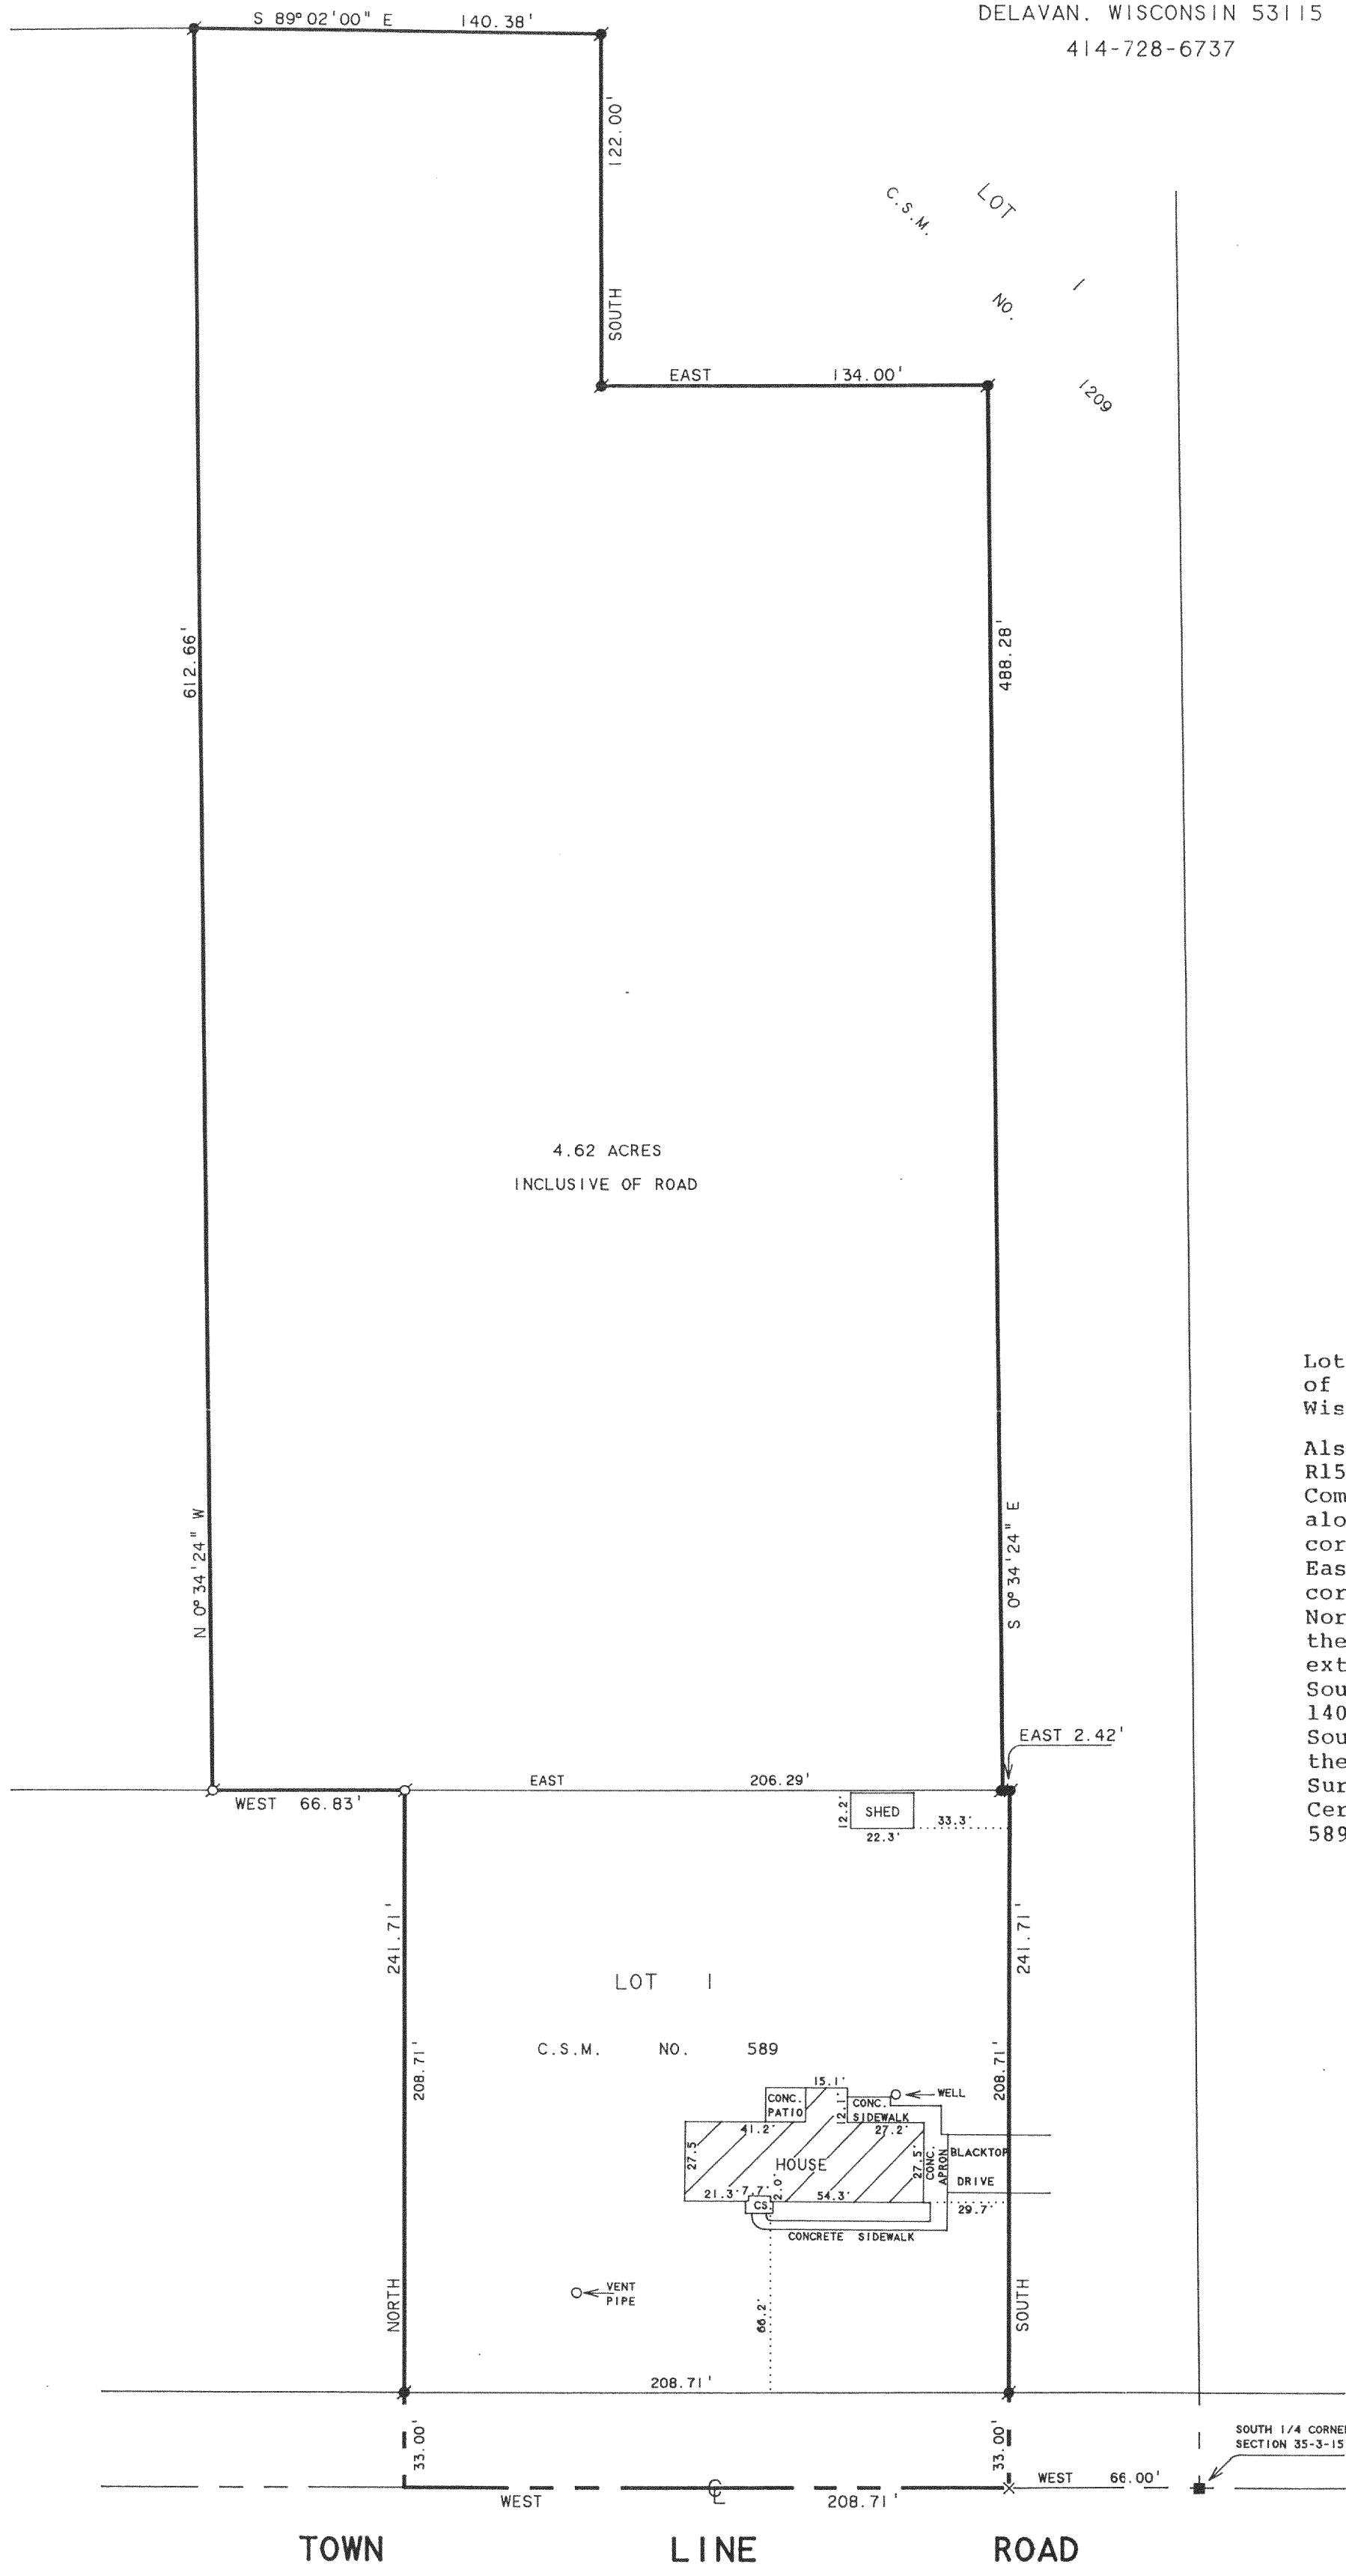 DELAVAN, WISCONSIN 53115
414-728-6737
S 89° 02'00" E 140.38'
122.00'
SOUTH
C.S.M. LOT
NO. 1
1209
EAST 134.00'
612.66'
488.28'
4.62 ACRES
INCLUSIVE OF ROAD
Lot
of
Wis
Als
R15
Com
alo
cor
Eas
cor
Nor
the
ext
Sou
140
Sou
the
Sur
Cer
589
N 0° 34'24" W
S 0° 34'24" E
EAST 2.42'
EAST 206.29'
WEST 66.83'
12.2'
SHED
33.3'
22.3'
241.71'
241.71'
LOT 1
C.S.M. NO. 589
208.71'
208.71'
15.1'
WELL
CONC.
PATIO
12.1'
CONC.
SIDEWALK
41.2'
27.2'
27.5
HOUSE
27.5'
CONC.
APRON
BLACKTOP
DRIVE
21.3'
7.7'
2.0'
54.3'
CS.
29.7'
CONCRETE SIDEWALK
VENT
PIPE
66.2'
NORTH
SOUTH
208.71'
33.00'
33.00'
SOUTH 1/4 CORNE
SECTION 35-3-15
WEST 66.00'
WEST
CL
208.71'
TOWN LINE ROAD